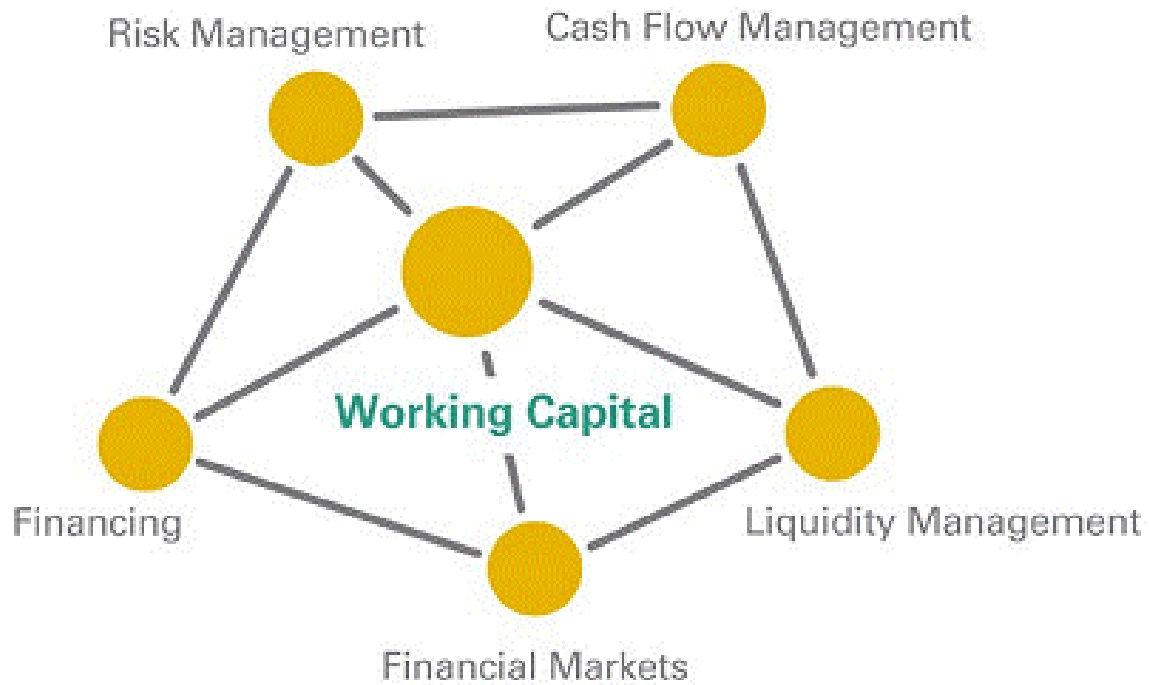 Risk Management
Cash Flow Management
Working Capital
Financing
Liquidity Management
Financial Markets